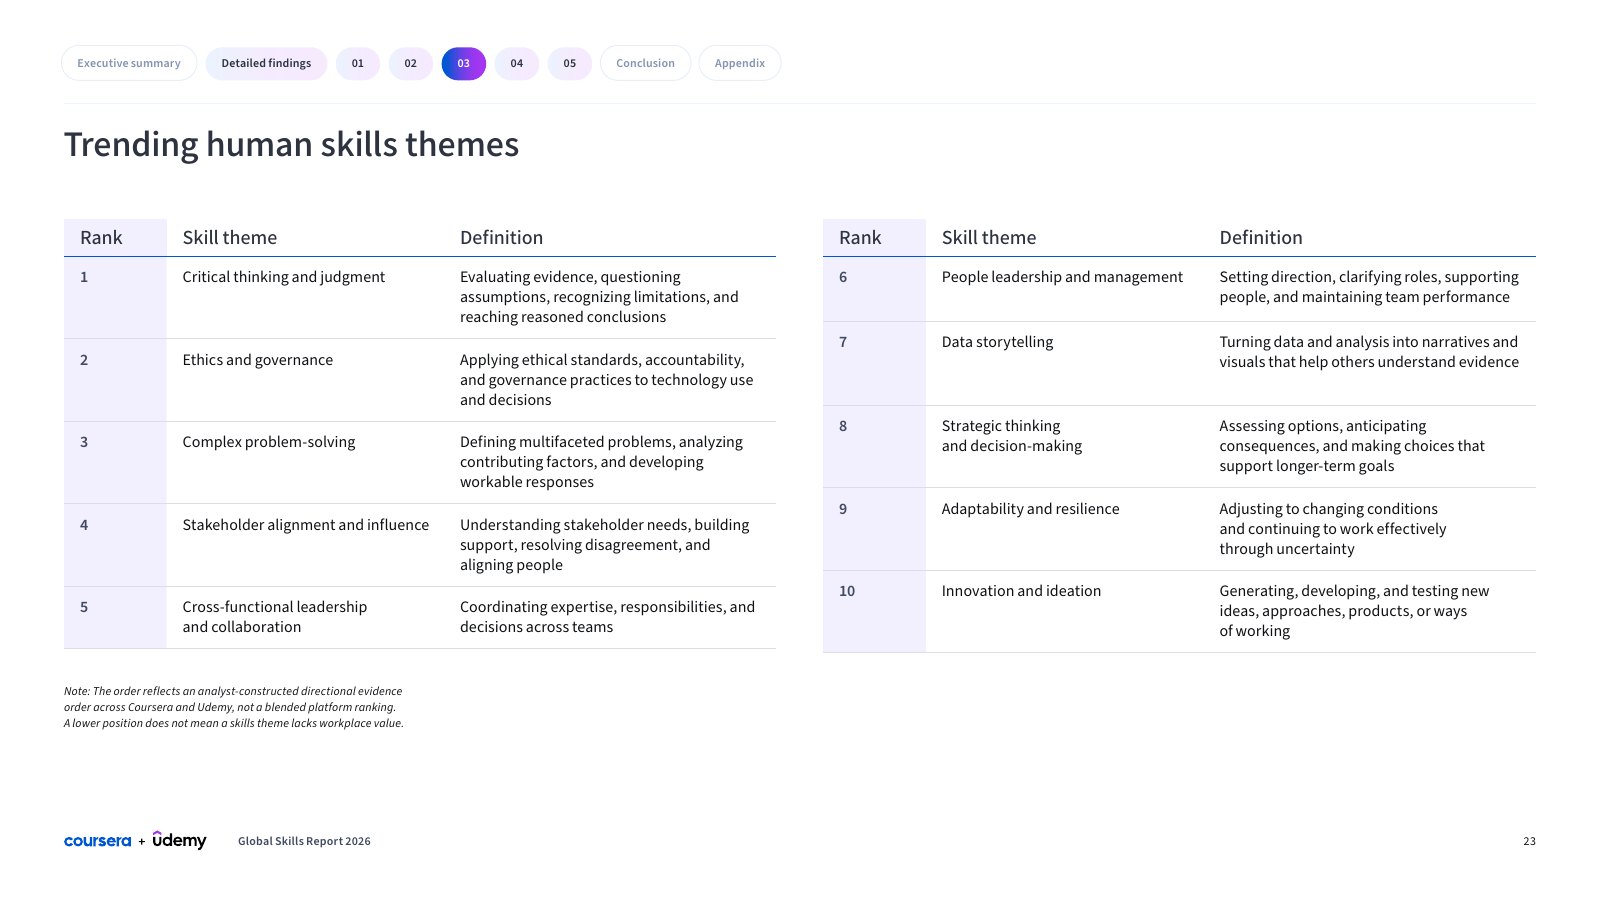 Executive summary
Detailed findings
01
02
03
04
05
Conclusion
Appendix
Trending human skills themes
Rank Skill theme Definition
1 Critical thinking and judgment Evaluating evidence, questioning
assumptions, recognizing limitations, and
reaching reasoned conclusions
2 Ethics and governance Applying ethical standards, accountability,
and governance practices to technology use
and decisions
3 Complex problem-solving Defining multifaceted problems, analyzing
contributing factors, and developing
workable responses
4 Stakeholder alignment and influence Understanding stakeholder needs, building
support, resolving disagreement, and
aligning people
5 Cross-functional leadership Coordinating expertise, responsibilities, and
and collaboration decisions across teams
Rank Skill theme Definition
6 People leadership and management Setting direction, clarifying roles, supporting
people, and maintaining team performance
7 Data storytelling Turning data and analysis into narratives and
visuals that help others understand evidence
8 Strategic thinking Assessing options, anticipating
and decision-making consequences, and making choices that
support longer-term goals
9 Adaptability and resilience Adjusting to changing conditions
and continuing to work effectively
through uncertainty
10 Innovation and ideation Generating, developing, and testing new
ideas, approaches, products, or ways
of working
Note: The order reflects an analyst-constructed directional evidence
order across Coursera and Udemy, not a blended platform ranking.
A lower position does not mean a skills theme lacks workplace value.
coursera + udemy Global Skills Report 2026
23